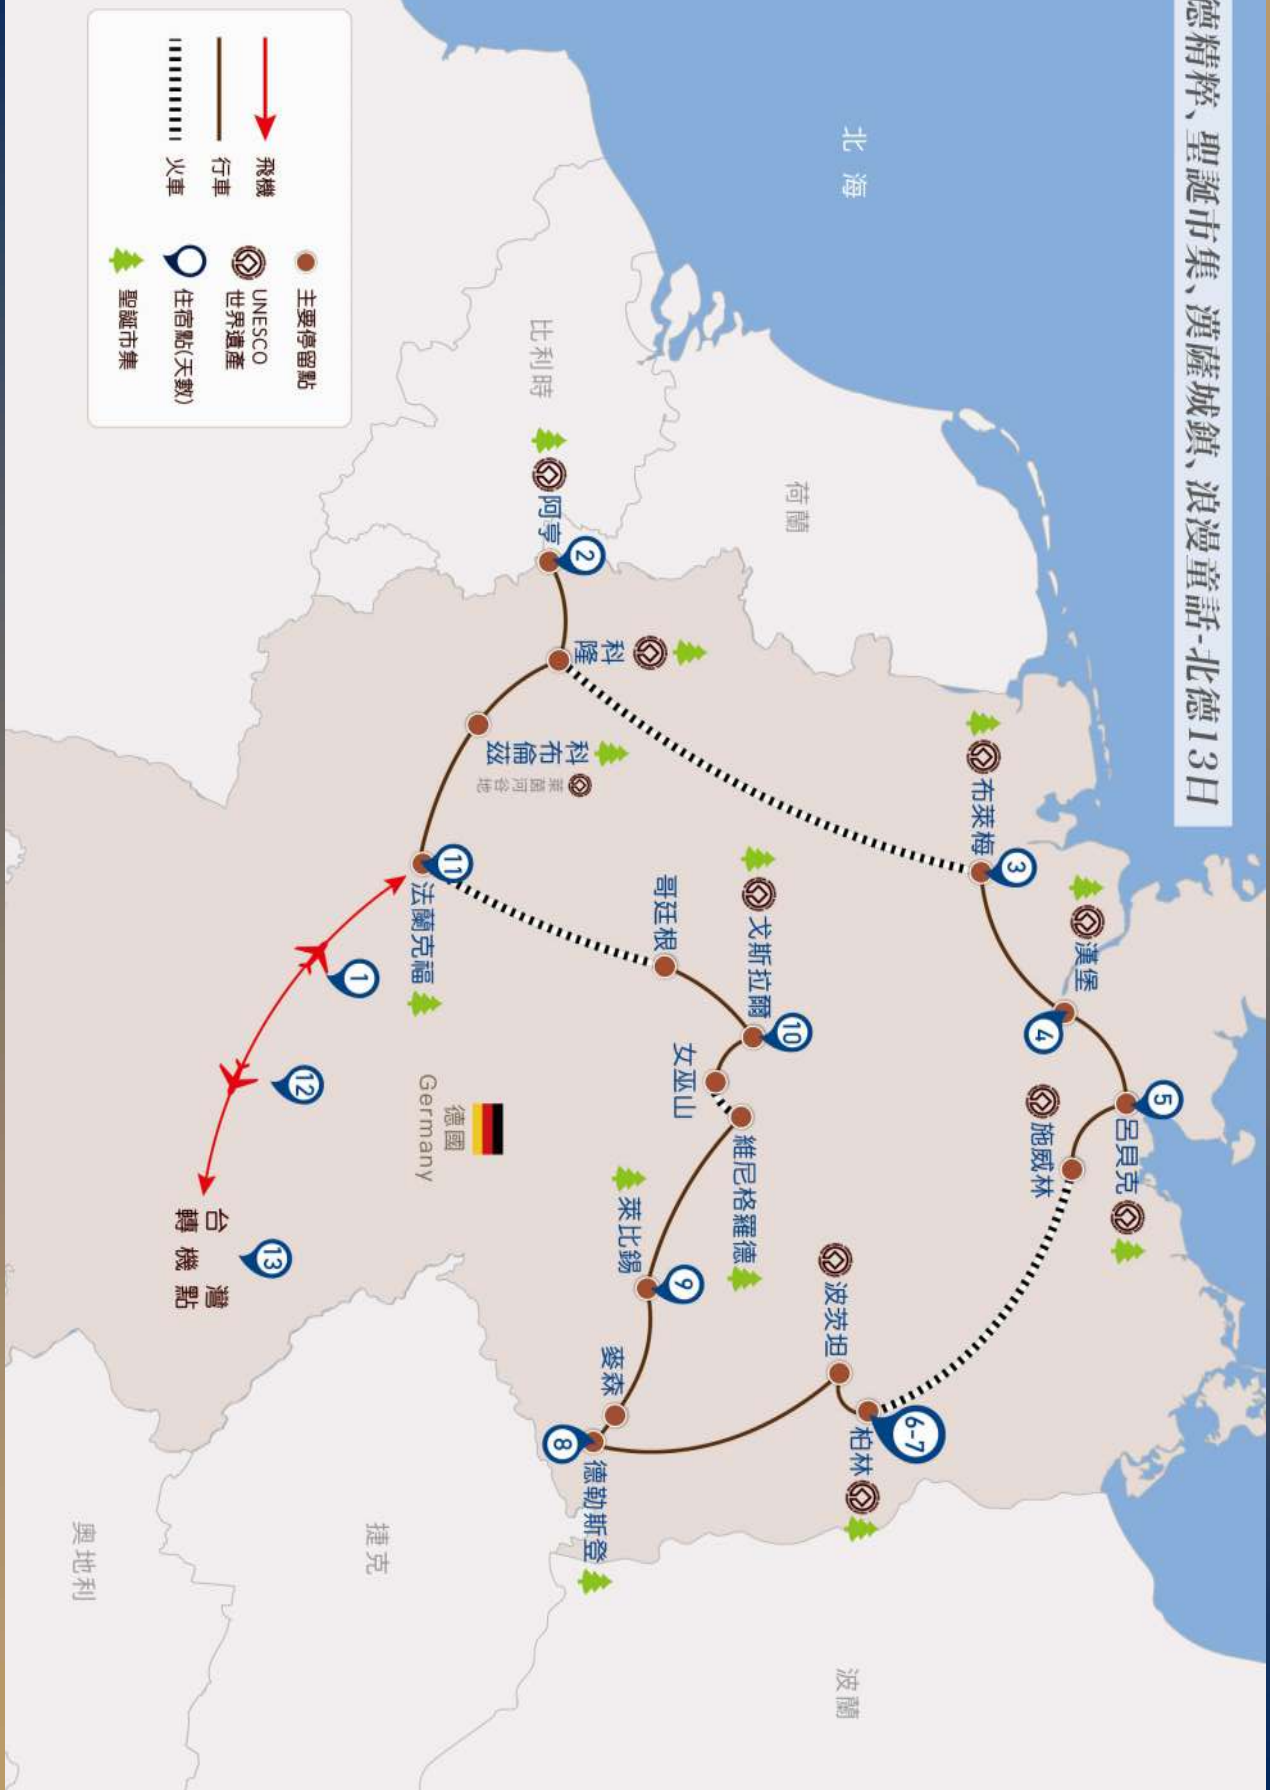 德精粹、聖誕市集、漢薩城鎮、浪漫童話-北德13日
北海
荷蘭
比利時
波蘭
捷克
奧地利
德國
Germany
飛機
行車
火車
主要停留點
UNESCO
世界遺產
住宿點(天數)
聖誕市集
阿亨
2
科
隆
科布倫茲
萊茵河谷地
布萊梅
3
漢堡
4
呂貝克
5
施威林
柏林
6-7
波茨坦
德勒斯登
8
麥森
萊比錫
9
維尼格羅德
女巫山
戈斯拉爾
10
哥廷根
法蘭克福
11
1
12
13
台灣
轉機點